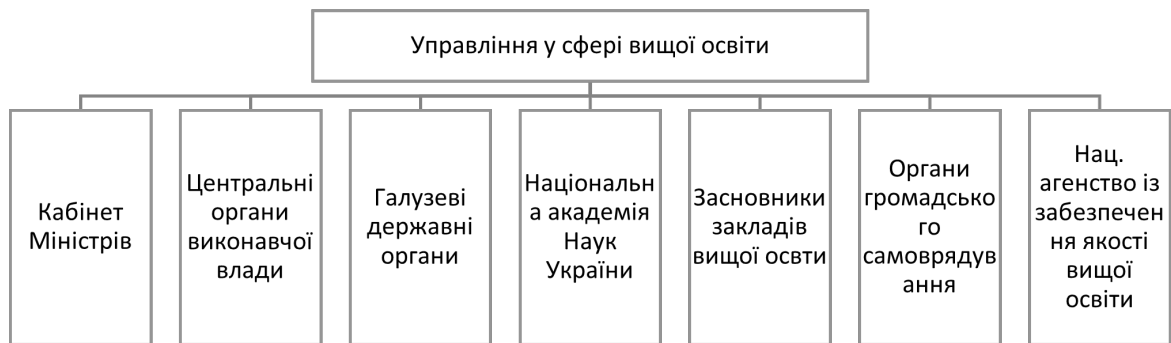 Управління у сфері вищої освіти
Кабінет
Міністрів
Центральні
органи
виконавчої
влади
Галузеві
державні
органи
Національн
а академія
Наук
України
Засновники
закладів
вищої освти
Органи
громадсько
го
самоврядув
ання
Нац.
агенство із
забезпечен
ня якості
вищої
освіти